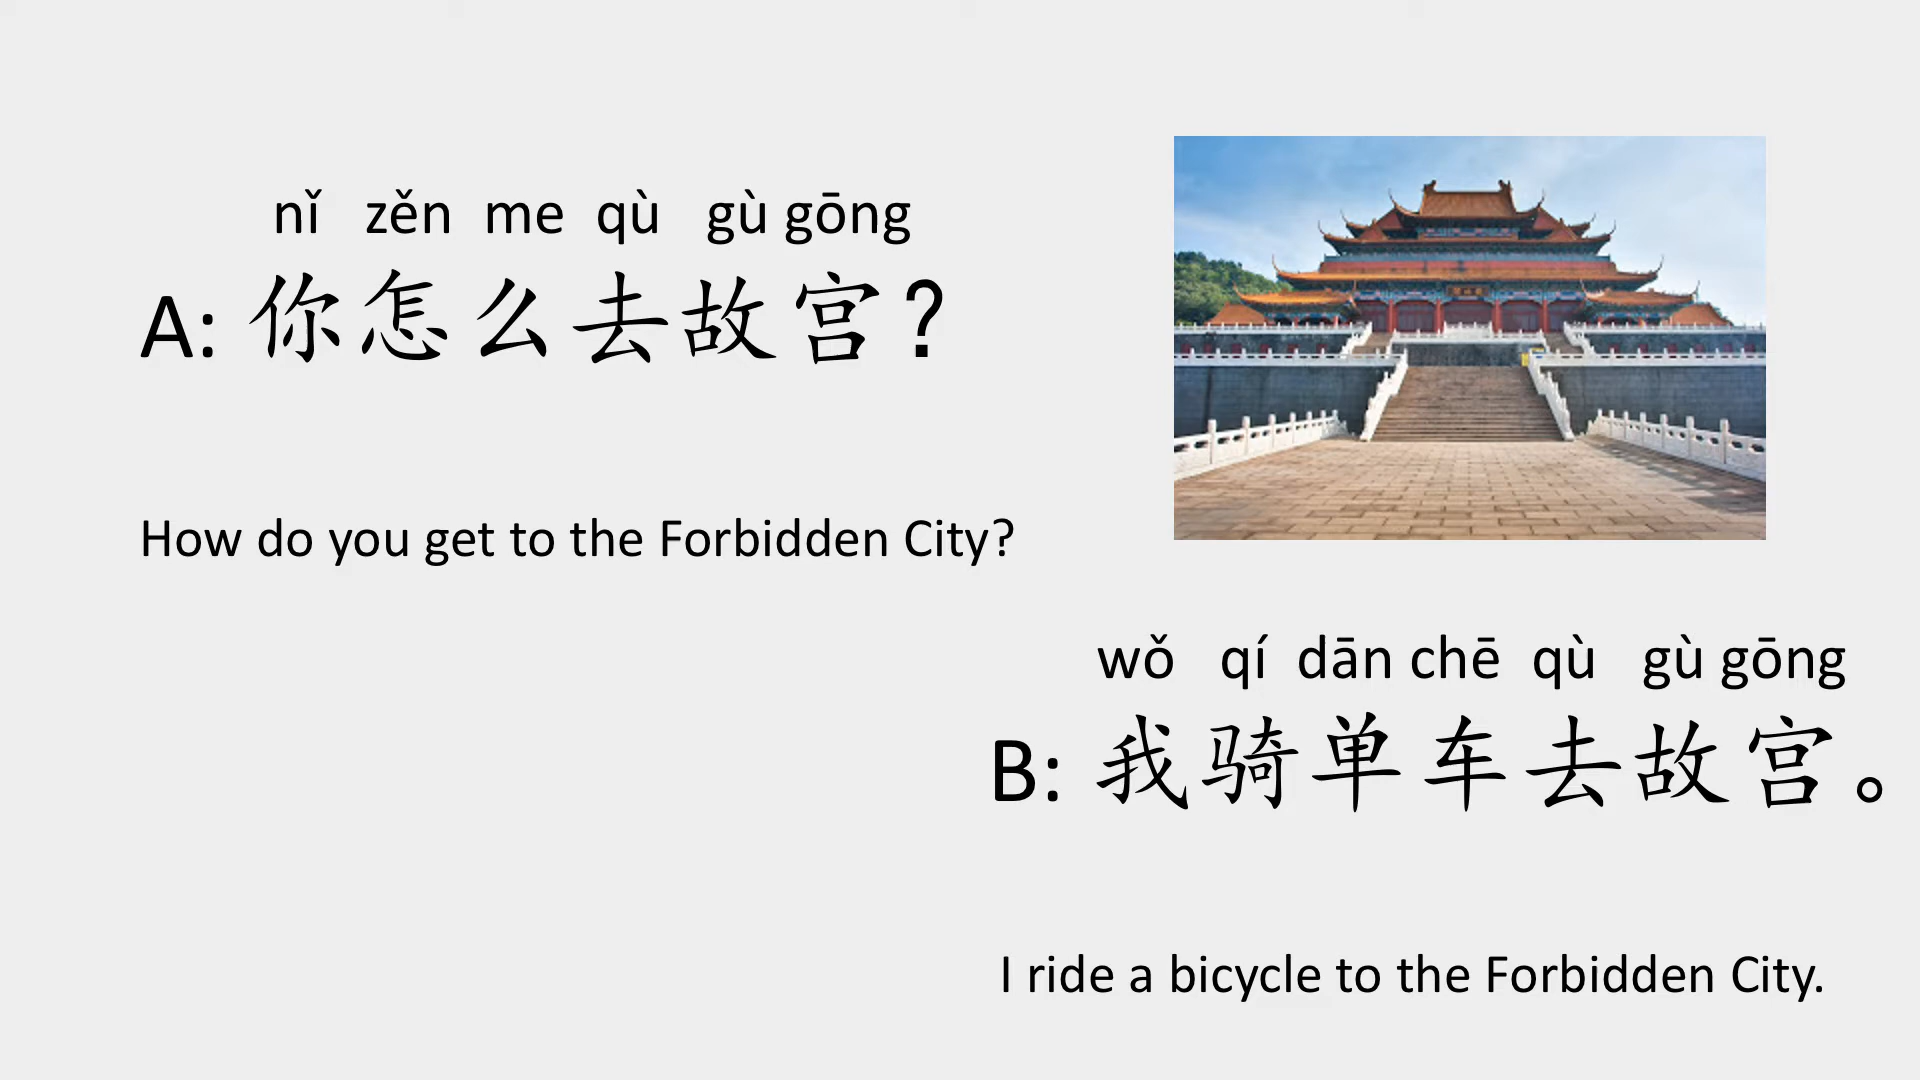 nǐ zěn me qù gù gōng
A: 你怎么去故宫?
How do you get to the Forbidden City?
wǒ qí dān chē qù gù gōng
B: 我骑单车去故宫。
I ride a bicycle to the Forbidden City.